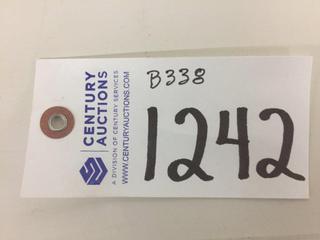 B338
1242
CENTURY
AUCTIONS
A DIVISION OF CENTURY SERVICES
WWW.CENTURYAUCTIONS.COM